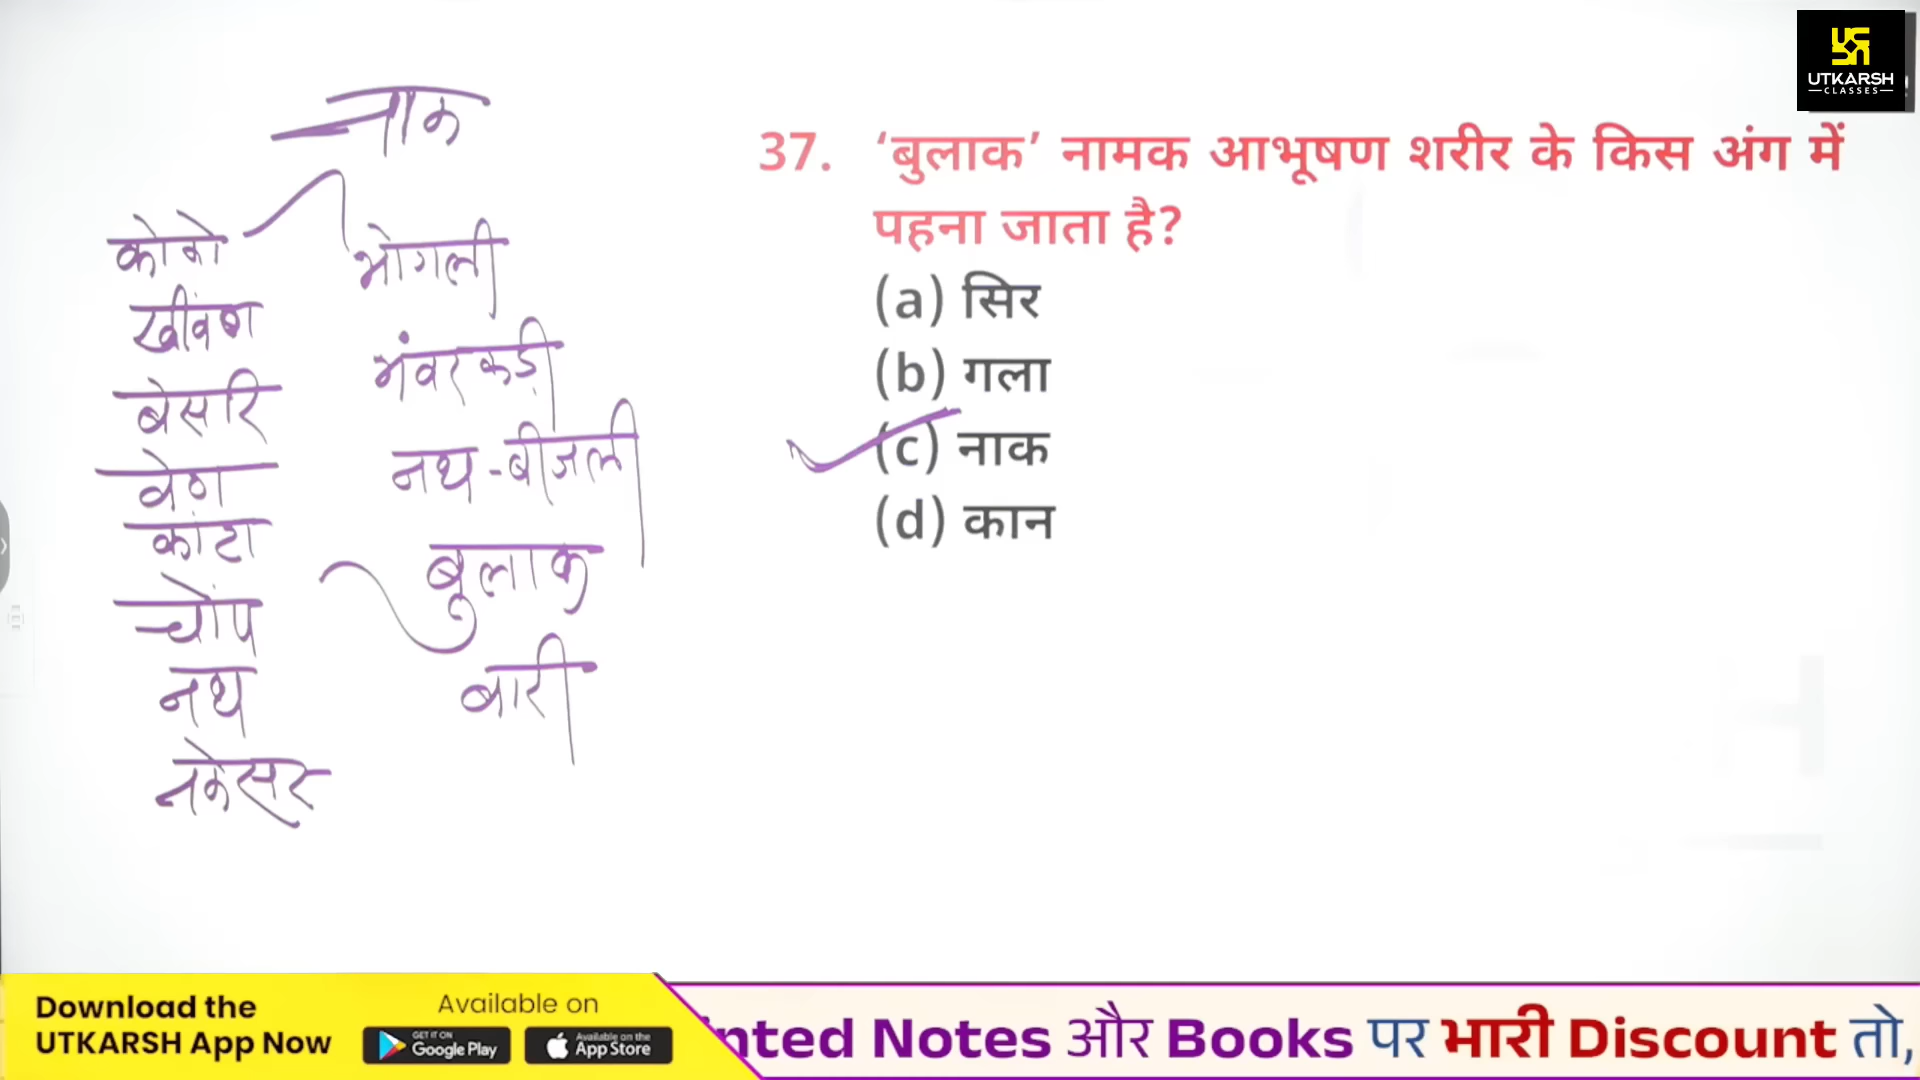 नाक
कोको
खींवण
बेसरि
वेण
कांटा
चोंप
नथ
नकेसर
भोगली
भंवरकड़ी
नथ-बीजली
बुलाक
बारी
37. ‘बुलाक’ नामक आभूषण शरीर के किस अंग में
पहना जाता है?
(a) सिर
(b) गला
(c) नाक
(d) कान
UTKARSH
CLASSES
Download the
UTKARSH App Now
Available on
GET IT ON
Google Play
Available on the
App Store
inted Notes और Books पर भारी Discount तो,